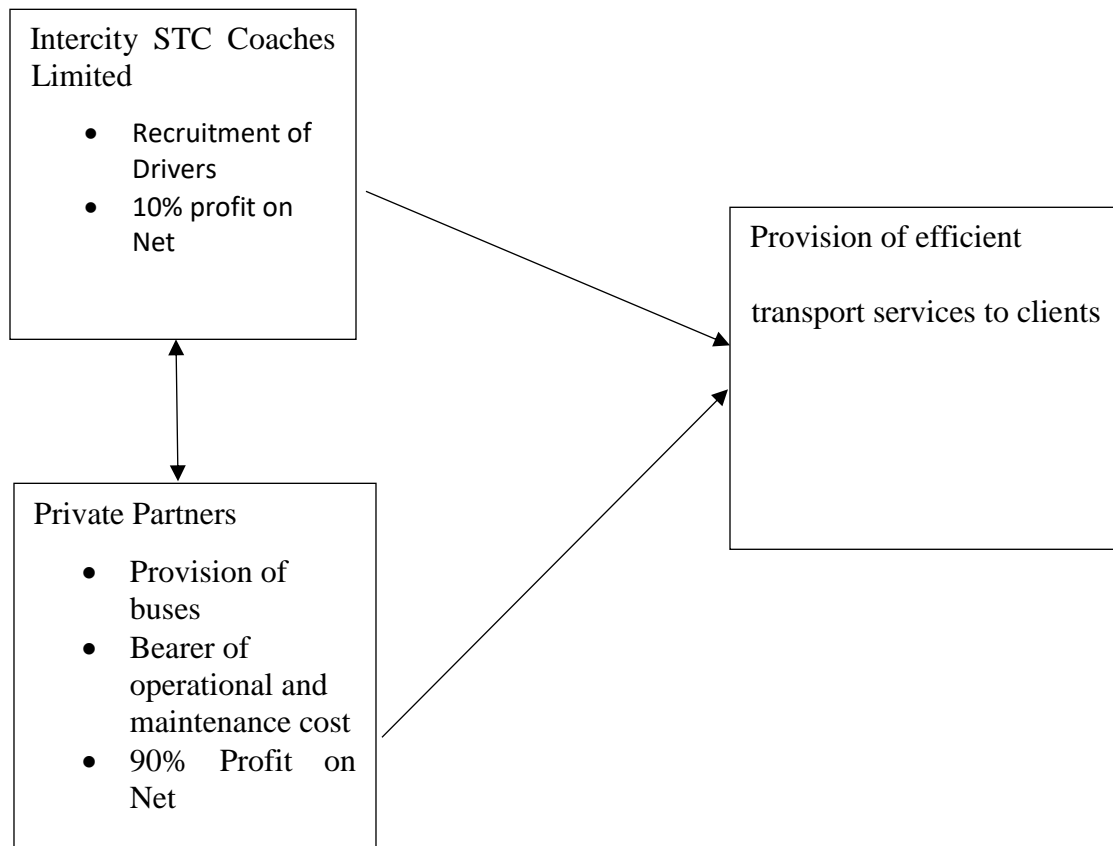 Intercity STC Coaches
Limited
• Recruitment of
Drivers
• 10% profit on
Net
Provision of efficient
transport services to clients
Private Partners
• Provision of
buses
• Bearer of
operational and
maintenance cost
• 90% Profit on
Net